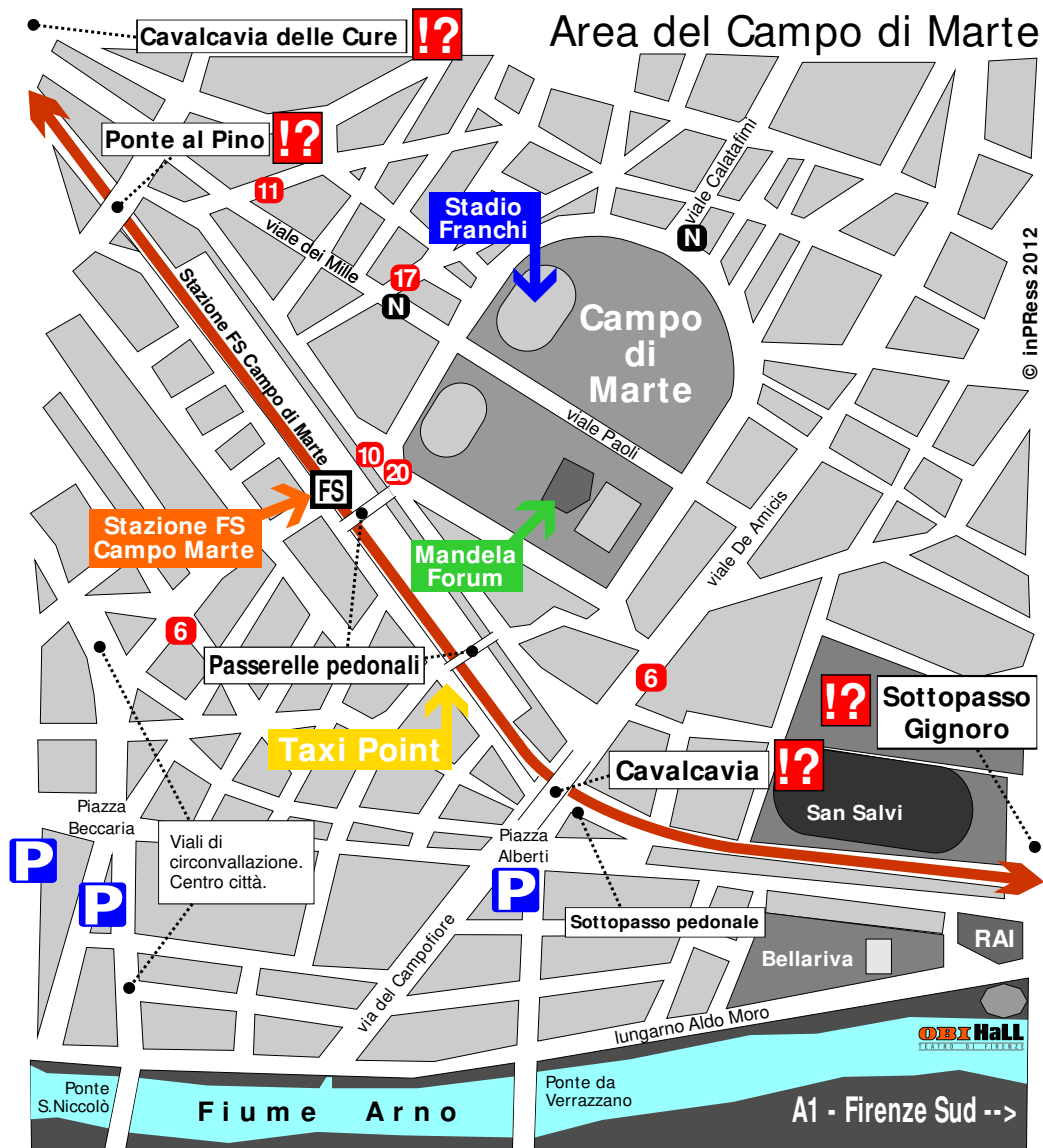 Area del Campo di Marte
Cavalcavia delle Cure
!?
Ponte al Pino
!?
11
viale dei Mille
17
N
Stadio
Franchi
viale Calatafimi
N
© inPRess 2012
Campo
di
Marte
Stazione FS Campo di Marte
viale Paoli
10
20
FS
Stazione FS
Campo Marte
Mandela
Forum
viale De Amicis
6
Passerelle pedonali
6
Taxi Point
!?
Sottopasso
Gignoro
Cavalcavia
!?
San Salvi
Piazza
Beccaria
P
P
Viali di
circonvallazione.
Centro città.
Piazza
Alberti
P
Sottopasso pedonale
via del Campofiore
Bellariva
RAI
lungarno Aldo Moro
OBI HaLL
TEATRO DI FIRENZE
Ponte
S.Niccolò
Fiume Arno
Ponte da
Verrazzano
A1 - Firenze Sud -->